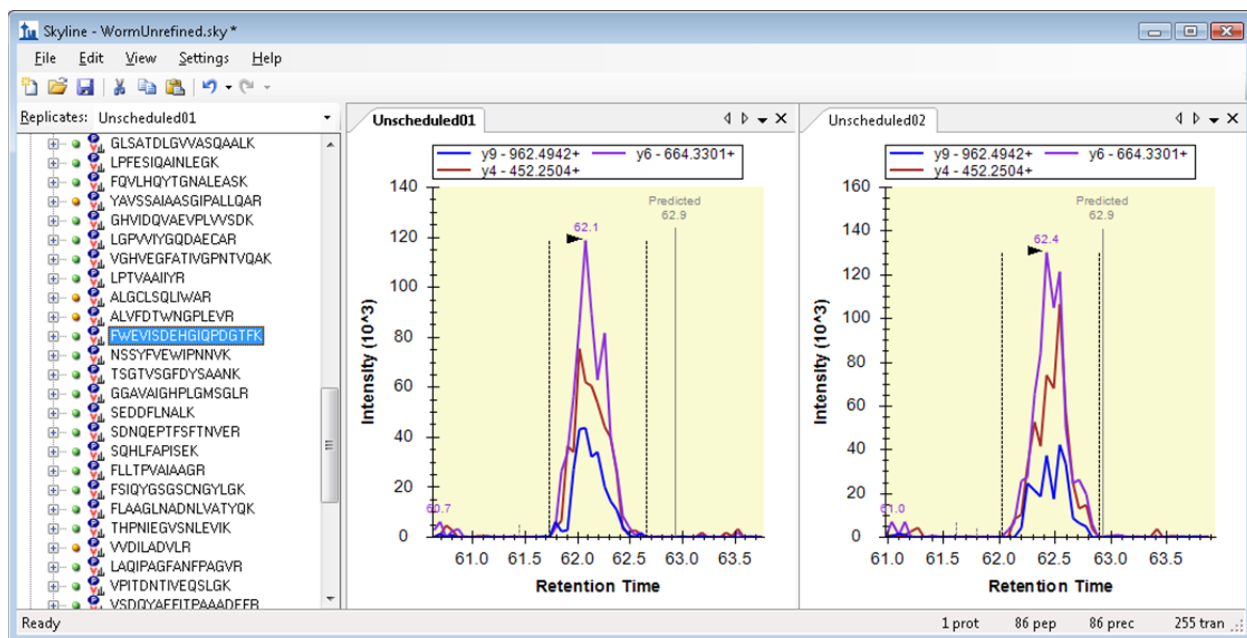 Skyline - WormUnrefined.sky *
File Edit View Settings Help
Replicates: Unscheduled01
GLSATDLGVVASQAALK
LPFESIQAINLEGK
FQVLHQYTGNALEASK
YAVSSAIAASGIPALLQAR
GHVIDQVAEVPLVVSDK
LGPVVIYGQDAECAR
VGHVEGFATIVGPNTVQAK
LPTVAAIIYR
ALGCLSQLIWAR
ALVFDTWNGPLEVR
FWEVISDEHGIQPDGTFK
NSSYFVEWIPNNVK
TSGTVSGFDYSAANK
GGAVAIGHPLGMSGLR
SEDDFLNALK
SDNQEPTFSFTNVER
SQHLFAPISEK
FLLTPVAIAAGR
FSIQYGSGSCNGYLGK
FLAAGLNADNLVATYQK
THPNIEGVSNLEVIK
VVDILADVLR
LAQIPAGFANFPAGVR
VPITDNTIVEQSLGK
VSDQYAEFITPAAADEFR
Unscheduled01
y9 - 962.4942+ y6 - 664.3301+
y4 - 452.2504+
140
120
100
80
60
40
20
0
Intensity (10^3)
Predicted
62.9
62.1
60.7
61.0 61.5 62.0 62.5 63.0 63.5
Retention Time
Unscheduled02
y9 - 962.4942+ y6 - 664.3301+
y4 - 452.2504+
160
140
120
100
80
60
40
20
0
Intensity (10^3)
Predicted
62.9
62.4
61.0
61.0 61.5 62.0 62.5 63.0 63.5
Retention Time
Ready 1 prot 86 pep 86 prec 255 tran